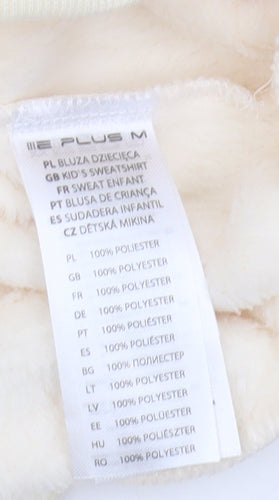 E PLUS M
PL BLUZA DZIECIĘCA
GB KID'S SWEATSHIRT
FR SWEAT ENFANT
PT BLUSA DE CRIANÇA
ES SUDADERA INFANTIL
CZ DĚTSKÁ MIKINA
PL 100% POLIESTER
GB 100% POLYESTER
FR 100% POLYESTER
DE 100% POLYESTER
PT 100% POLIÉSTER
ES 100% POLIÉSTER
BG 100% ПОЛИЕСТЕР
LT 100% POLYESTER
LV 100% POLYESTER
EE 100% POLÜESTER
HU 100% POLIÉSZTER
RO 100% POLYESTER